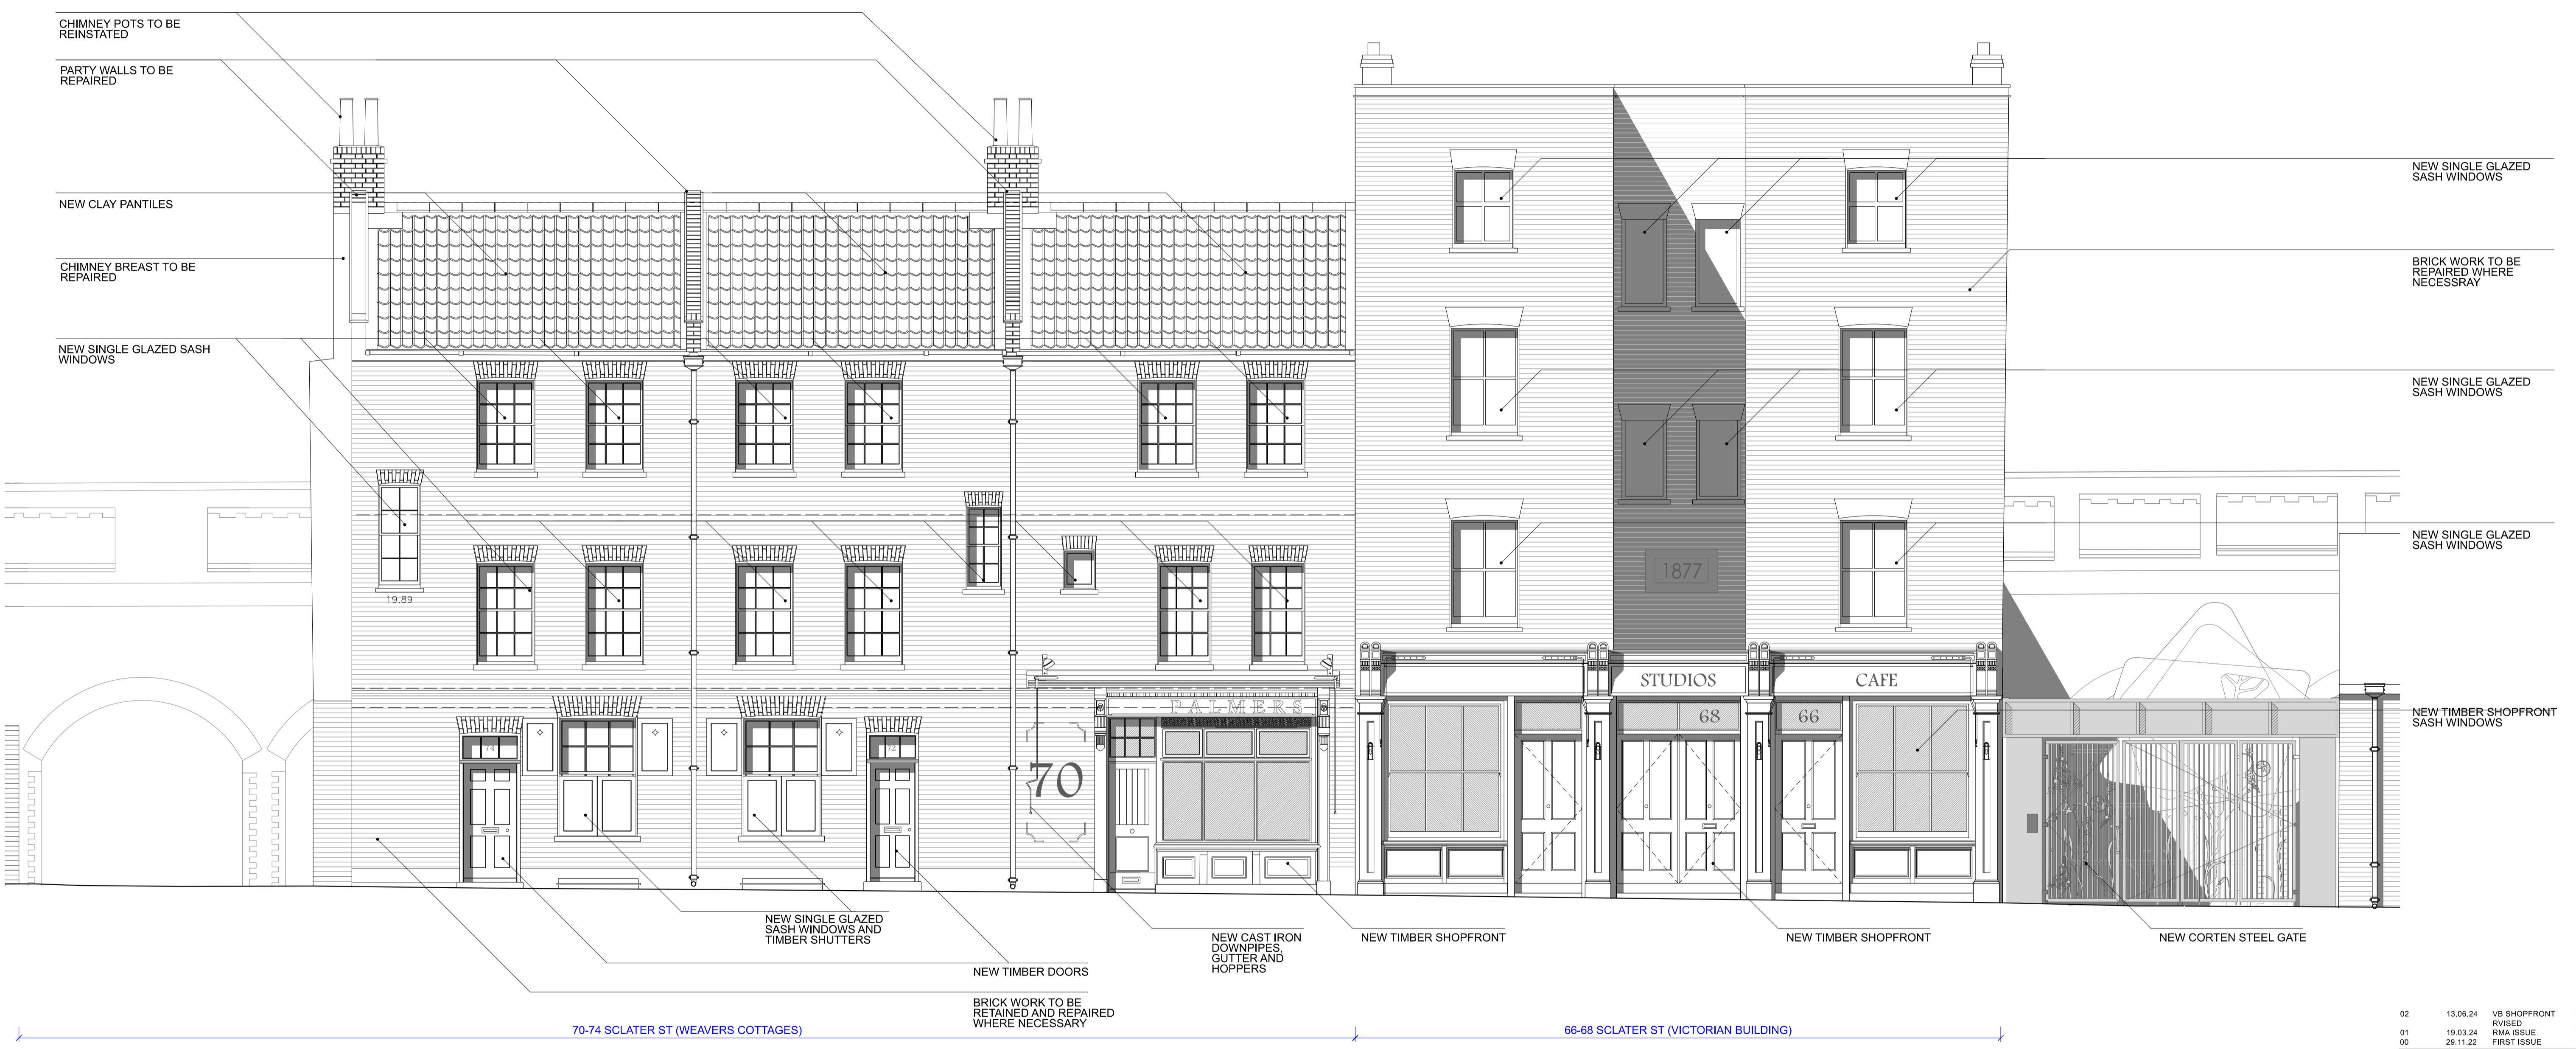 CHIMNEY POTS TO BE
REINSTATED
PARTY WALLS TO BE
REPAIRED
NEW CLAY PANTILES
CHIMNEY BREAST TO BE
REPAIRED
NEW SINGLE GLAZED SASH
WINDOWS
NEW SINGLE GLAZED
SASH WINDOWS
BRICK WORK TO BE
REPAIRED WHERE
NECESSRAY
NEW SINGLE GLAZED
SASH WINDOWS
NEW SINGLE GLAZED
SASH WINDOWS
NEW TIMBER SHOPFRONT
SASH WINDOWS
19.89
1877
STUDIOS
CAFE
PALMERS
68
66
74
72
70
NEW SINGLE GLAZED
SASH WINDOWS AND
TIMBER SHUTTERS
NEW TIMBER DOORS
BRICK WORK TO BE
RETAINED AND REPAIRED
WHERE NECESSARY
NEW CAST IRON
DOWNPIPES,
GUTTER AND
HOPPERS
NEW TIMBER SHOPFRONT
NEW TIMBER SHOPFRONT
NEW CORTEN STEEL GATE
70-74 SCLATER ST (WEAVERS COTTAGES)
66-68 SCLATER ST (VICTORIAN BUILDING)
02 13.06.24 VB SHOPFRONT
RVISED
01 19.03.24 RMA ISSUE
00 29.11.22 FIRST ISSUE